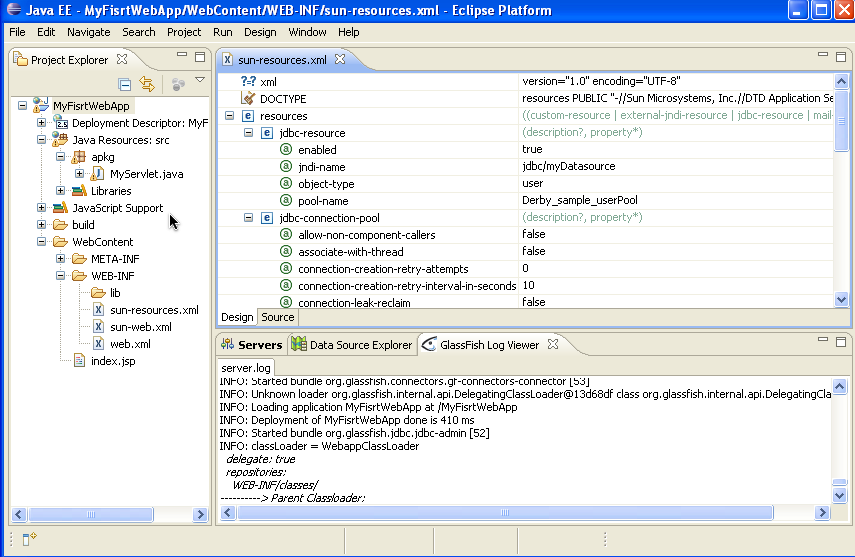 Java EE - MyFisrtWebApp/WebContent/WEB-INF/sun-resources.xml - Eclipse Platform
File Edit Navigate Search Project Run Design Window Help
Project Explorer
MyFisrtWebApp
Deployment Descriptor: MyF
Java Resources: src
apkg
MyServlet.java
Libraries
JavaScript Support
build
WebContent
META-INF
WEB-INF
lib
sun-resources.xml
sun-web.xml
web.xml
index.jsp
sun-resources.xml
?-? xml version="1.0" encoding="UTF-8"
DOCTYPE resources PUBLIC "-//Sun Microsystems, Inc.//DTD Application Se
resources ((custom-resource | external-jndi-resource | jdbc-resource | mail-
jdbc-resource (description?, property*)
enabled true
jndi-name jdbc/myDatasource
object-type user
pool-name Derby_sample_userPool
jdbc-connection-pool (description?, property*)
allow-non-component-callers false
associate-with-thread false
connection-creation-retry-attempts 0
connection-creation-retry-interval-in-seconds 10
connection-leak-reclaim false
Design Source
Servers Data Source Explorer GlassFish Log Viewer
server.log
INFO: Started bundle org.glassfish.connectors.gf-connectors-connector [53]
INFO: Unknown loader org.glassfish.internal.api.DelegatingClassLoader@13d68df class org.glassfish.internal.api.DelegatingCla
INFO: Loading application MyFisrtWebApp at /MyFisrtWebApp
INFO: Deployment of MyFisrtWebApp done is 410 ms
INFO: Started bundle org.glassfish.jdbc.jdbc-admin [52]
INFO: classLoader = WebappClassLoader
delegate: true
repositories:
WEB-INF/classes/
----------> Parent Classloader: